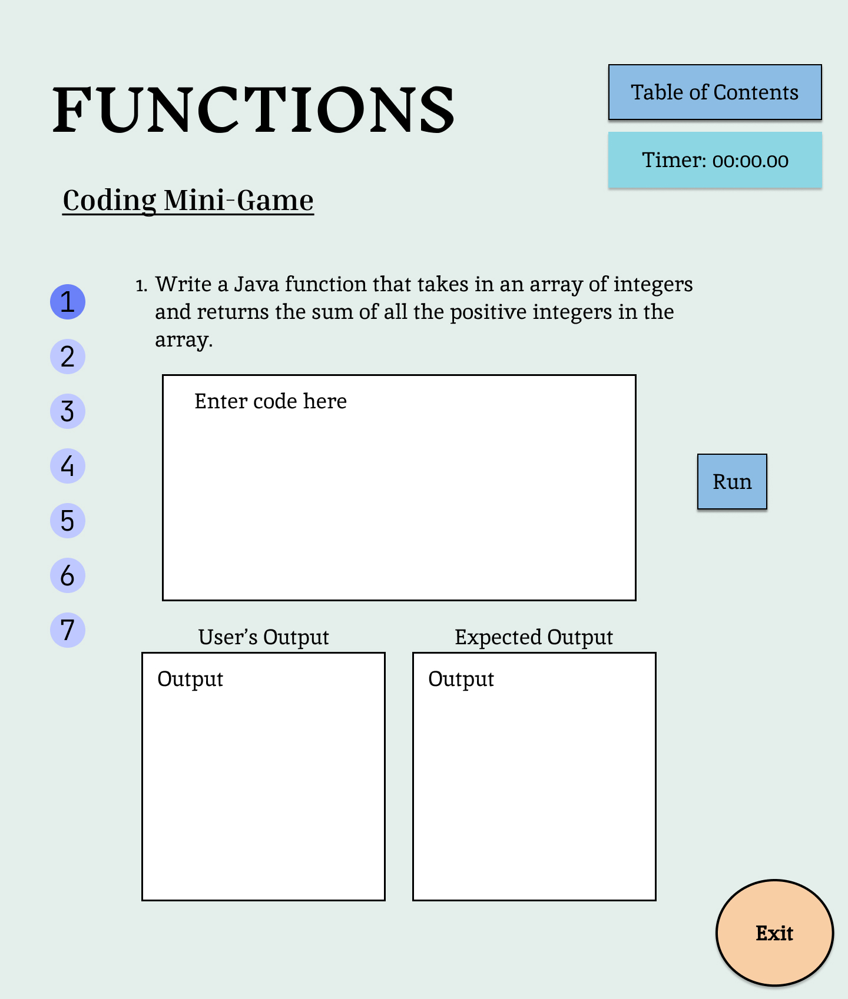 FUNCTIONS
Table of Contents
Timer: 00:00.00
Coding Mini-Game
1. Write a Java function that takes in an array of integers
and returns the sum of all the positive integers in the
array.
1
2
3
4
5
6
7
Enter code here
Run
User’s Output
Expected Output
Output
Output
Exit